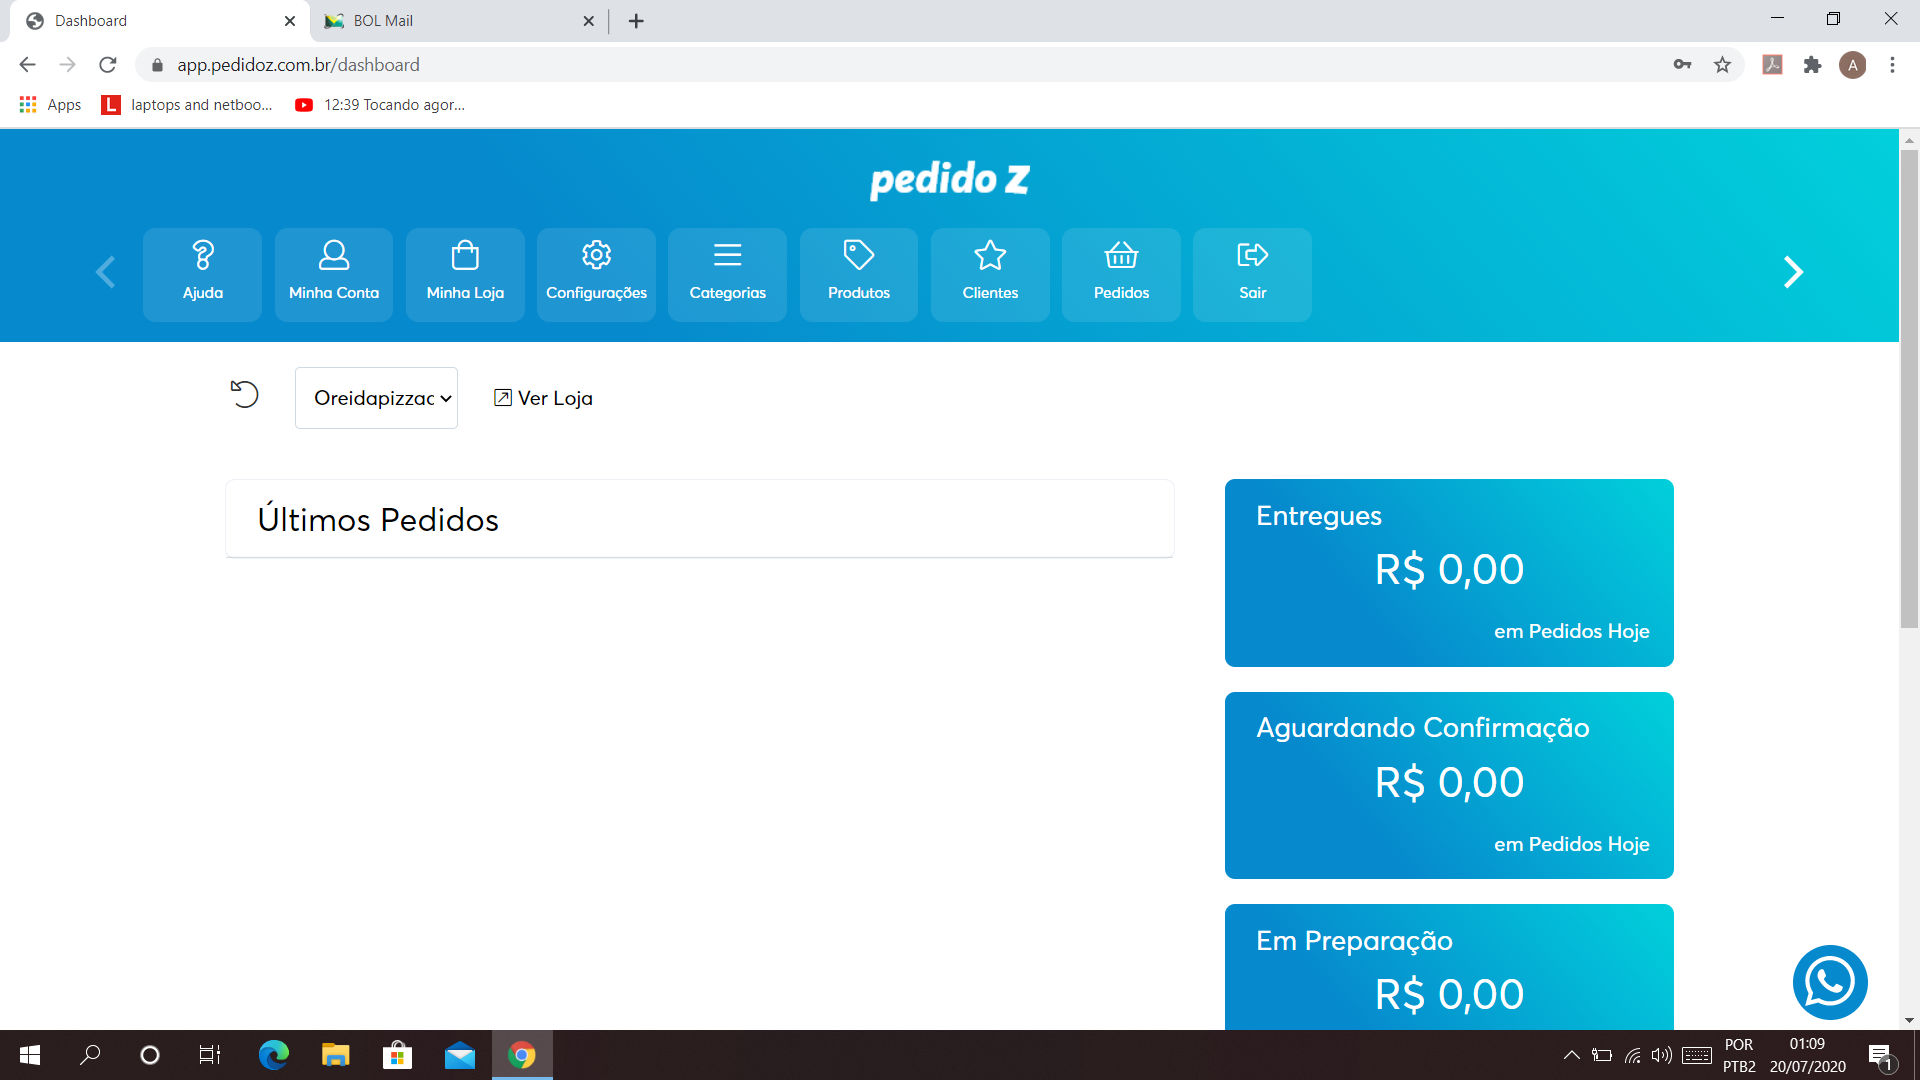 Dashboard
BOL Mail
app.pedidoz.com.br/dashboard
A
Apps
L
laptops and netboo...
12:39 Tocando agor...
pedido Z
Ajuda
Minha Conta
Minha Loja
Configurações
Categorias
Produtos
Clientes
Pedidos
Sair
Oreidapizzac
Ver Loja
Últimos Pedidos
Entregues
R$ 0,00
em Pedidos Hoje
Aguardando Confirmação
R$ 0,00
em Pedidos Hoje
Em Preparação
R$ 0,00
POR
PTB2
01:09
20/07/2020
1